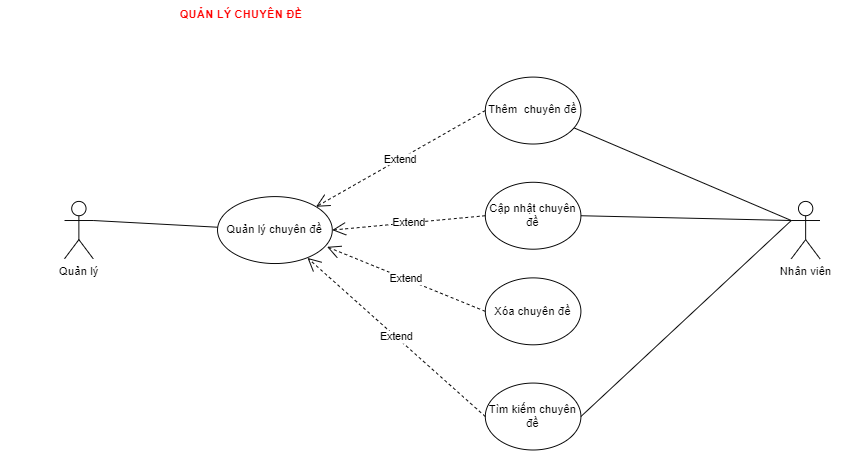 QUẢN LÝ CHUYÊN ĐỀ
Thêm chuyên đề
Extend
Cập nhật chuyên
đề
Extend
Quản lý chuyên đề
Quản lý
Nhân viên
Extend
Xóa chuyên đề
Extend
Tìm kiếm chuyên
đề